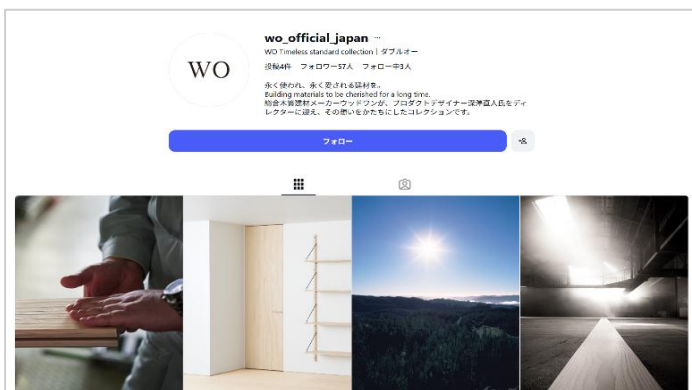 WO
wo_official_japan ···
WO Timeless standard collection｜ダブルオー
投稿4件 フォロワー57人 フォロー中3人
永く使われ、永く愛される建材を。
Building materials to be cherished for a long time.
総合木質建材メーカーウッドワンが、プロダクトデザイナー深澤直人氏をディ
レクターに迎え、その想いをかたちにしたコレクションです。
フォロー